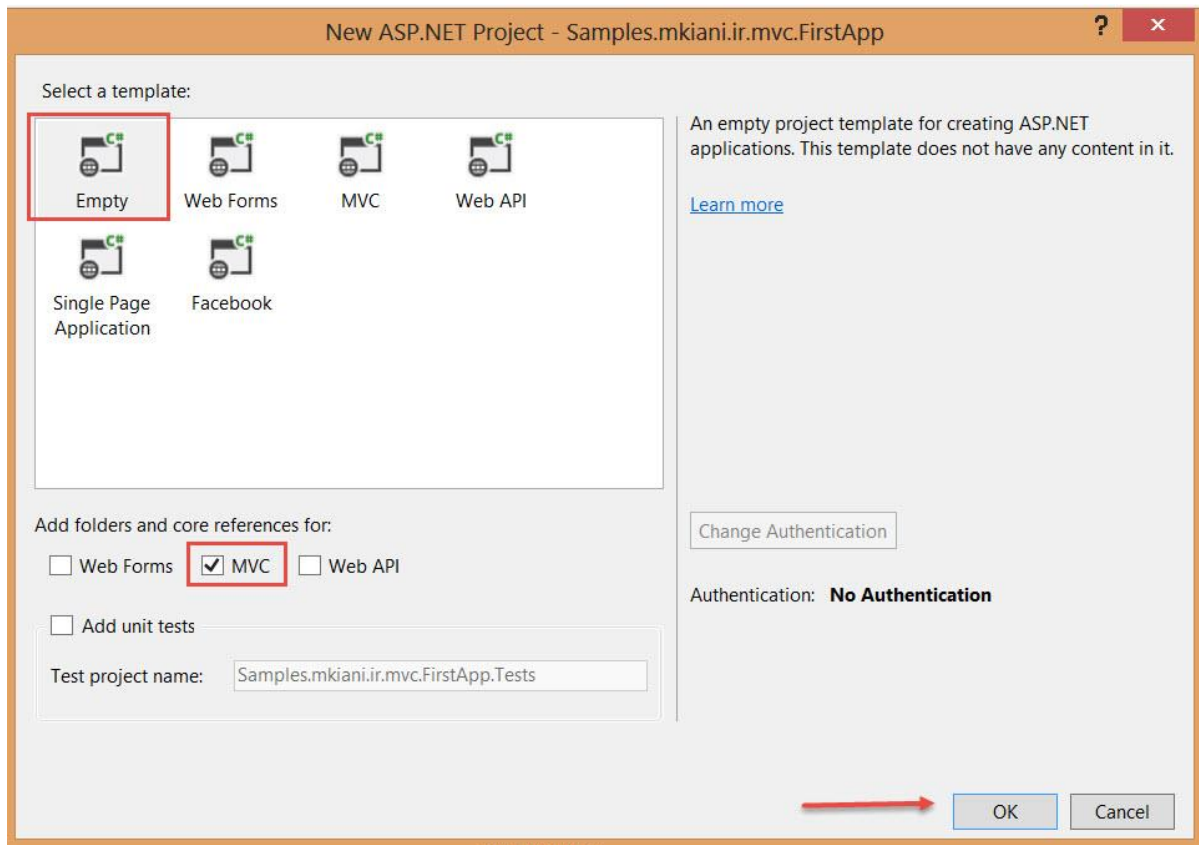 New ASP.NET Project - Samples.mkiani.ir.mvc.FirstApp
?
x
Select a template:
C#
C#
C#
C#
Empty
Web Forms
MVC
Web API
C#
C#
Single Page
Application
Facebook
An empty project template for creating ASP.NET
applications. This template does not have any content in it.
Learn more
Add folders and core references for:
Web Forms
MVC
Web API
Add unit tests
Test project name:
Samples.mkiani.ir.mvc.FirstApp.Tests
Change Authentication
Authentication: No Authentication
OK
Cancel